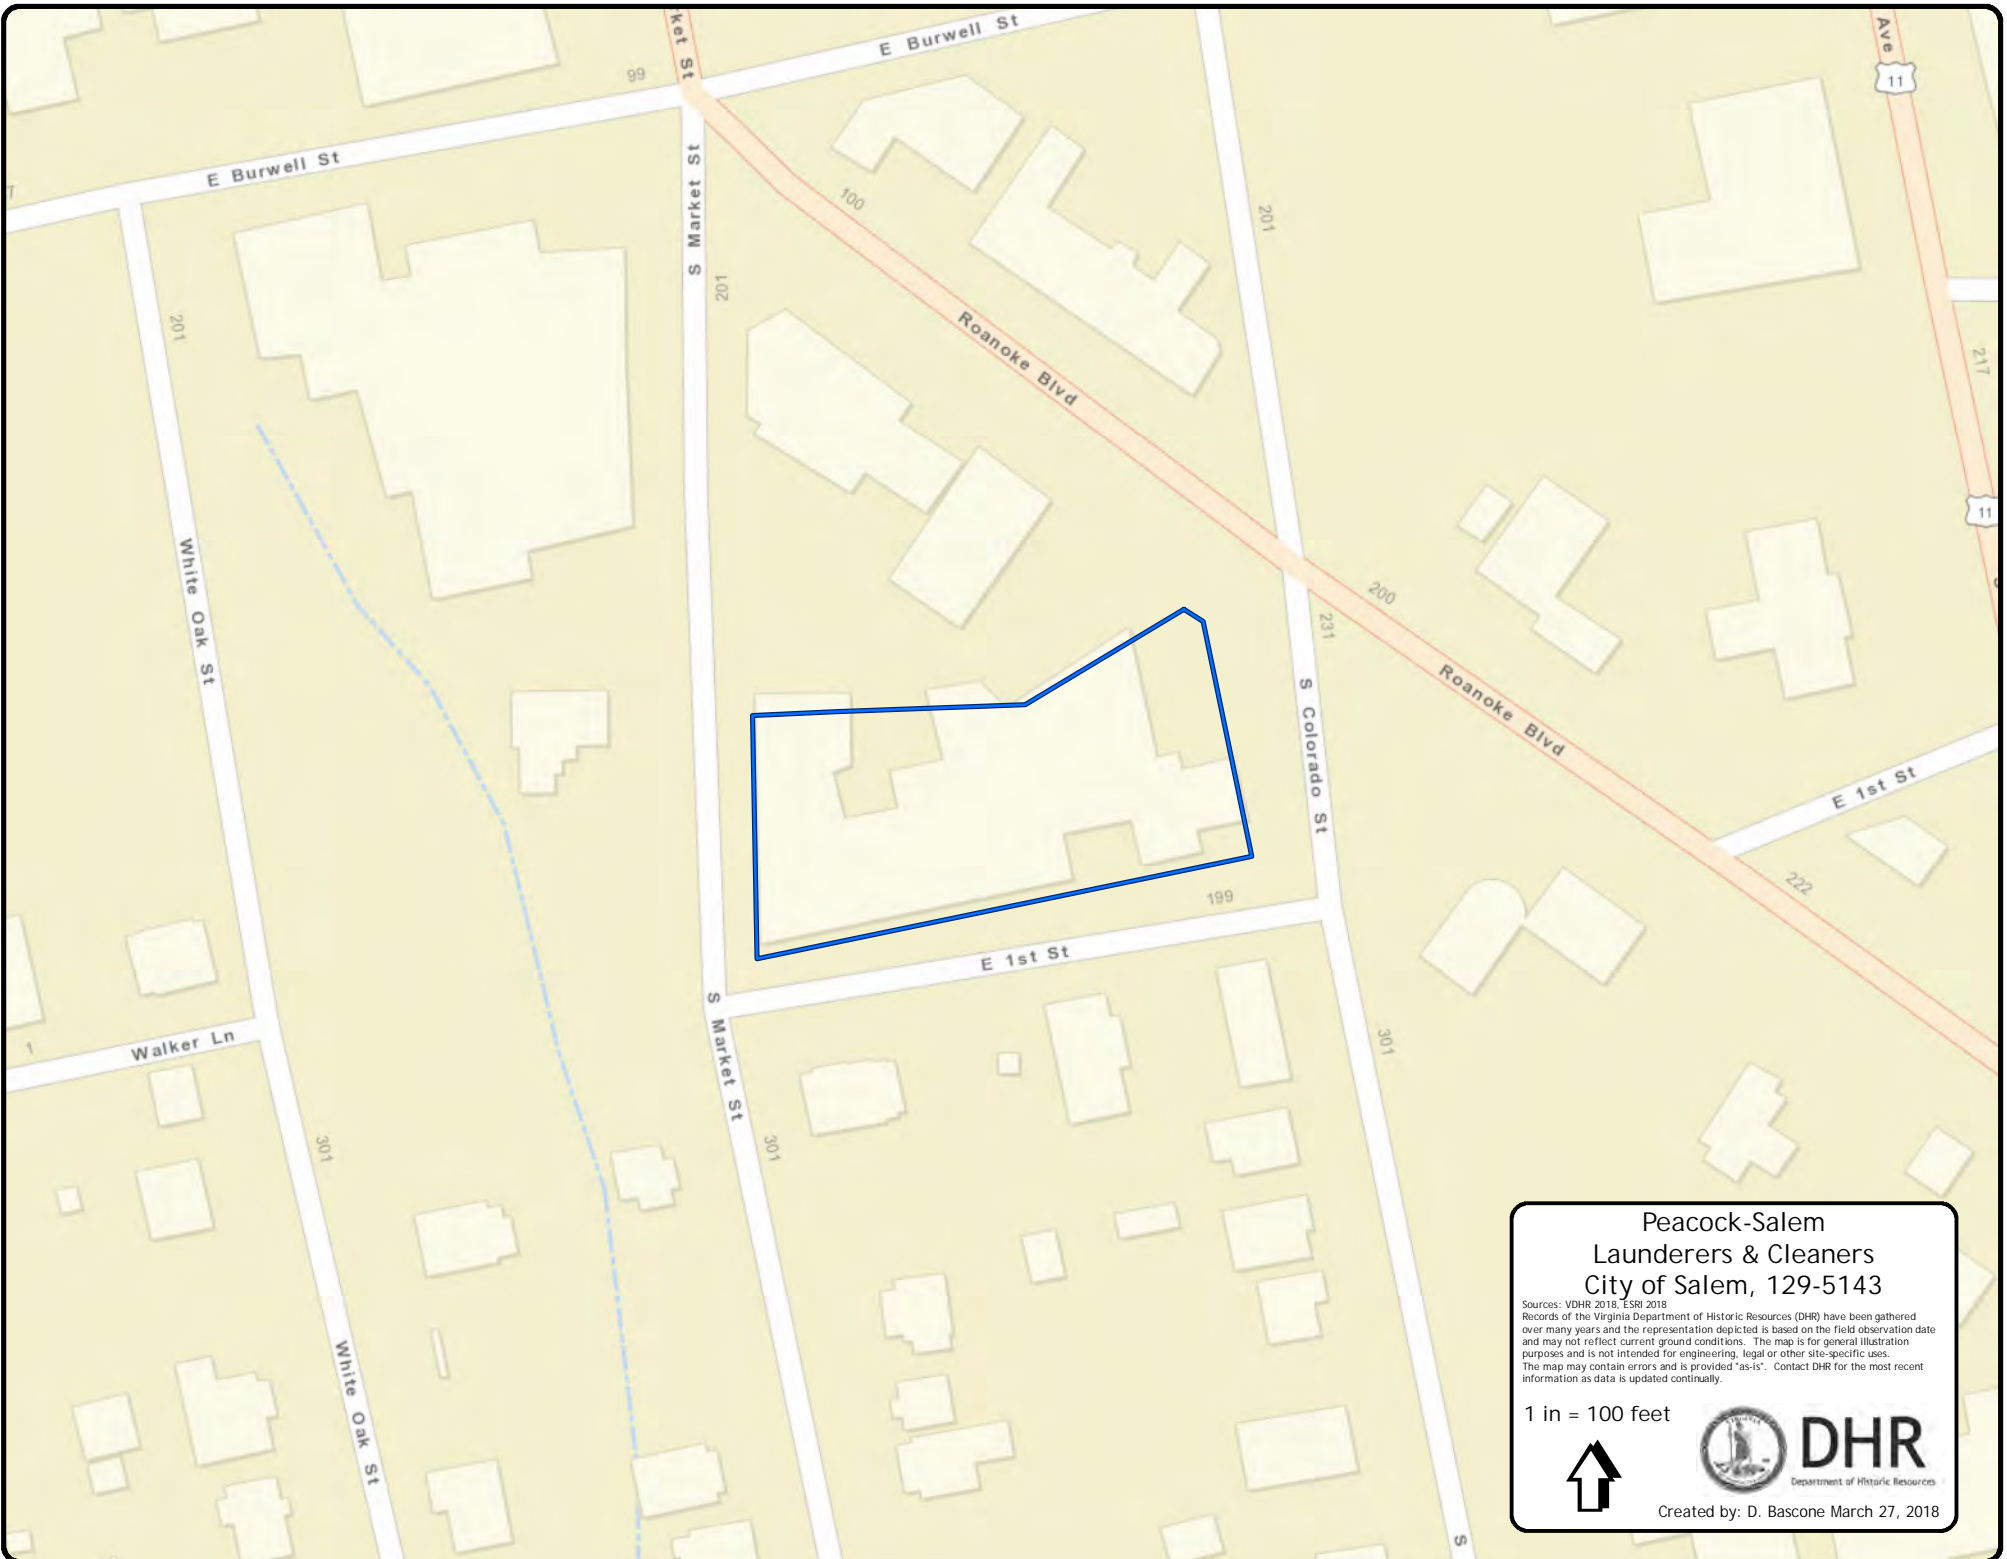 rket St
E Burwell St
Ave
11
99
E Burwell St
7
S Market St
100
201
201
201
Roanoke Blvd
217
11
White Oak St
200
231
Roanoke Blvd
S Colorado St
E 1st St
222
199
E 1st St
S Market St
1
Walker Ln
301
301
301
White Oak St
S
Peacock-Salem
Launderers & Cleaners
City of Salem, 129-5143
Sources: VDHR 2018, ESRI 2018
Records of the Virginia Department of Historic Resources (DHR) have been gathered
over many years and the representation depicted is based on the field observation date
and may not reflect current ground conditions. The map is for general illustration
purposes and is not intended for engineering, legal or other site-specific uses.
The map may contain errors and is provided "as-is". Contact DHR for the most recent
information as data is updated continually.
1 in = 100 feet
VIRGINIA
DHR
Department of Historic Resources
Created by: D. Bascone March 27, 2018